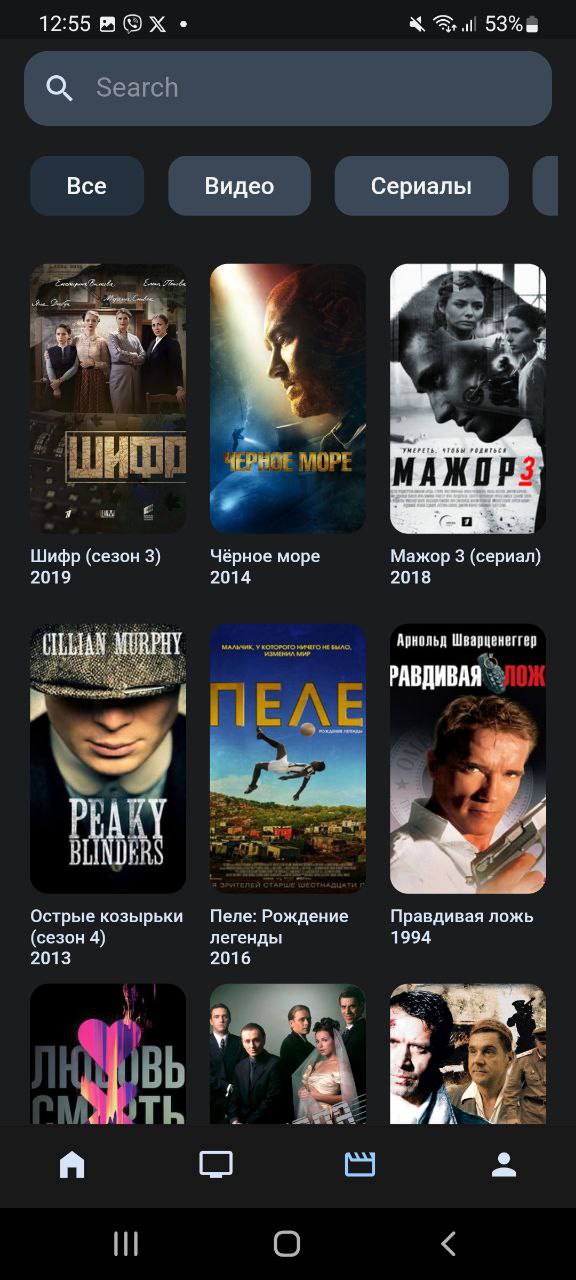 12:55
53%
Search
Все
Видео
Сериалы
ШИФР
ЧЕРНОЕ МОРЕ
УМЕРЕТЬ, ЧТОБЫ РОДИТЬСЯ
МАЖОР 3
Шифр (сезон 3)
2019
Чёрное море
2014
Мажор 3 (сериал)
2018
CILLIAN MURPHY
PEAKY
BLINDERS
МАЛЬЧИК, У КОТОРОГО НИЧЕГО НЕ БЫЛО,
ИЗМЕНИЛ МИР
ПЕЛЕ
РОЖДЕНИЕ ЛЕГЕНДЫ
Арнольд Шварценеггер
РАВДИВАЯ ЛОЖ
Острые козырьки
(сезон 4)
2013
Пеле: Рождение
легенды
2016
Правдивая ложь
1994
ЛЮБОВЬ
СМЕРТЬ